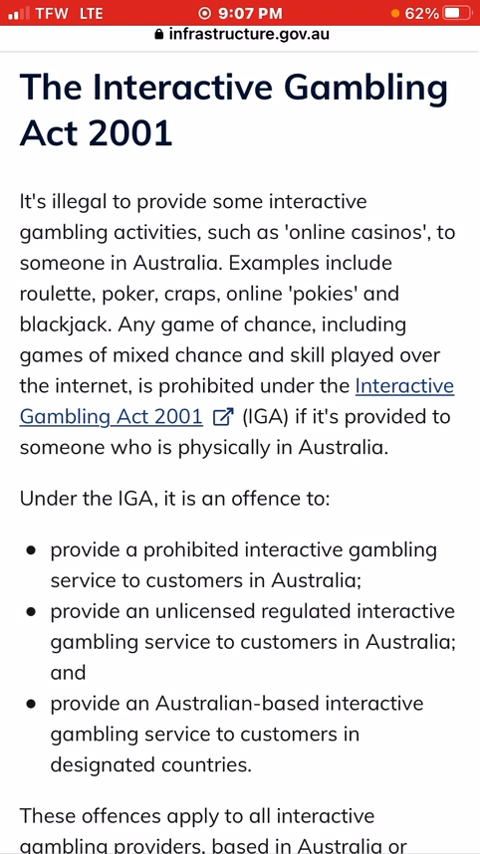 TFW LTE 9:07 PM 62%
infrastructure.gov.au
The Interactive Gambling
Act 2001
It's illegal to provide some interactive
gambling activities, such as 'online casinos', to
someone in Australia. Examples include
roulette, poker, craps, online 'pokies' and
blackjack. Any game of chance, including
games of mixed chance and skill played over
the internet, is prohibited under the Interactive
Gambling Act 2001 (IGA) if it's provided to
someone who is physically in Australia.
Under the IGA, it is an offence to:
• provide a prohibited interactive gambling
service to customers in Australia;
• provide an unlicensed regulated interactive
gambling service to customers in Australia;
and
• provide an Australian-based interactive
gambling service to customers in
designated countries.
These offences apply to all interactive
gambling providers, based in Australia or